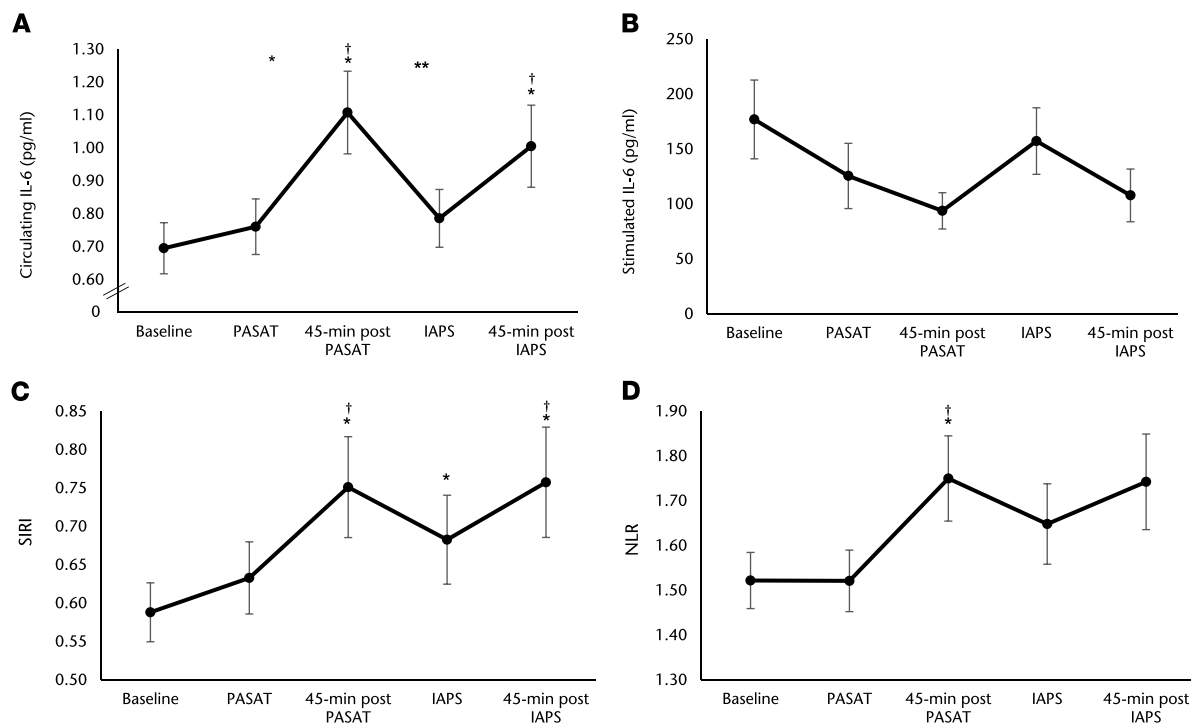 A
Circulating IL-6 (pg/ml)
1.30
1.20
1.10
1.00
0.90
0.80
0.70
0.60
0
*
†
*
**
†
*
Baseline PASAT 45-min post IAPS 45-min post
PASAT IAPS
B
Stimulated IL-6 (pg/ml)
250
200
150
100
50
0
Baseline PASAT 45-min post IAPS 45-min post
PASAT IAPS
C
SIRI
0.85
0.80
0.75
0.70
0.65
0.60
0.55
0.50
†
*
*
†
*
Baseline PASAT 45-min post IAPS 45-min post
PASAT IAPS
D
NLR
1.90
1.80
1.70
1.60
1.50
1.40
1.30
†
*
Baseline PASAT 45-min post IAPS 45-min post
PASAT IAPS